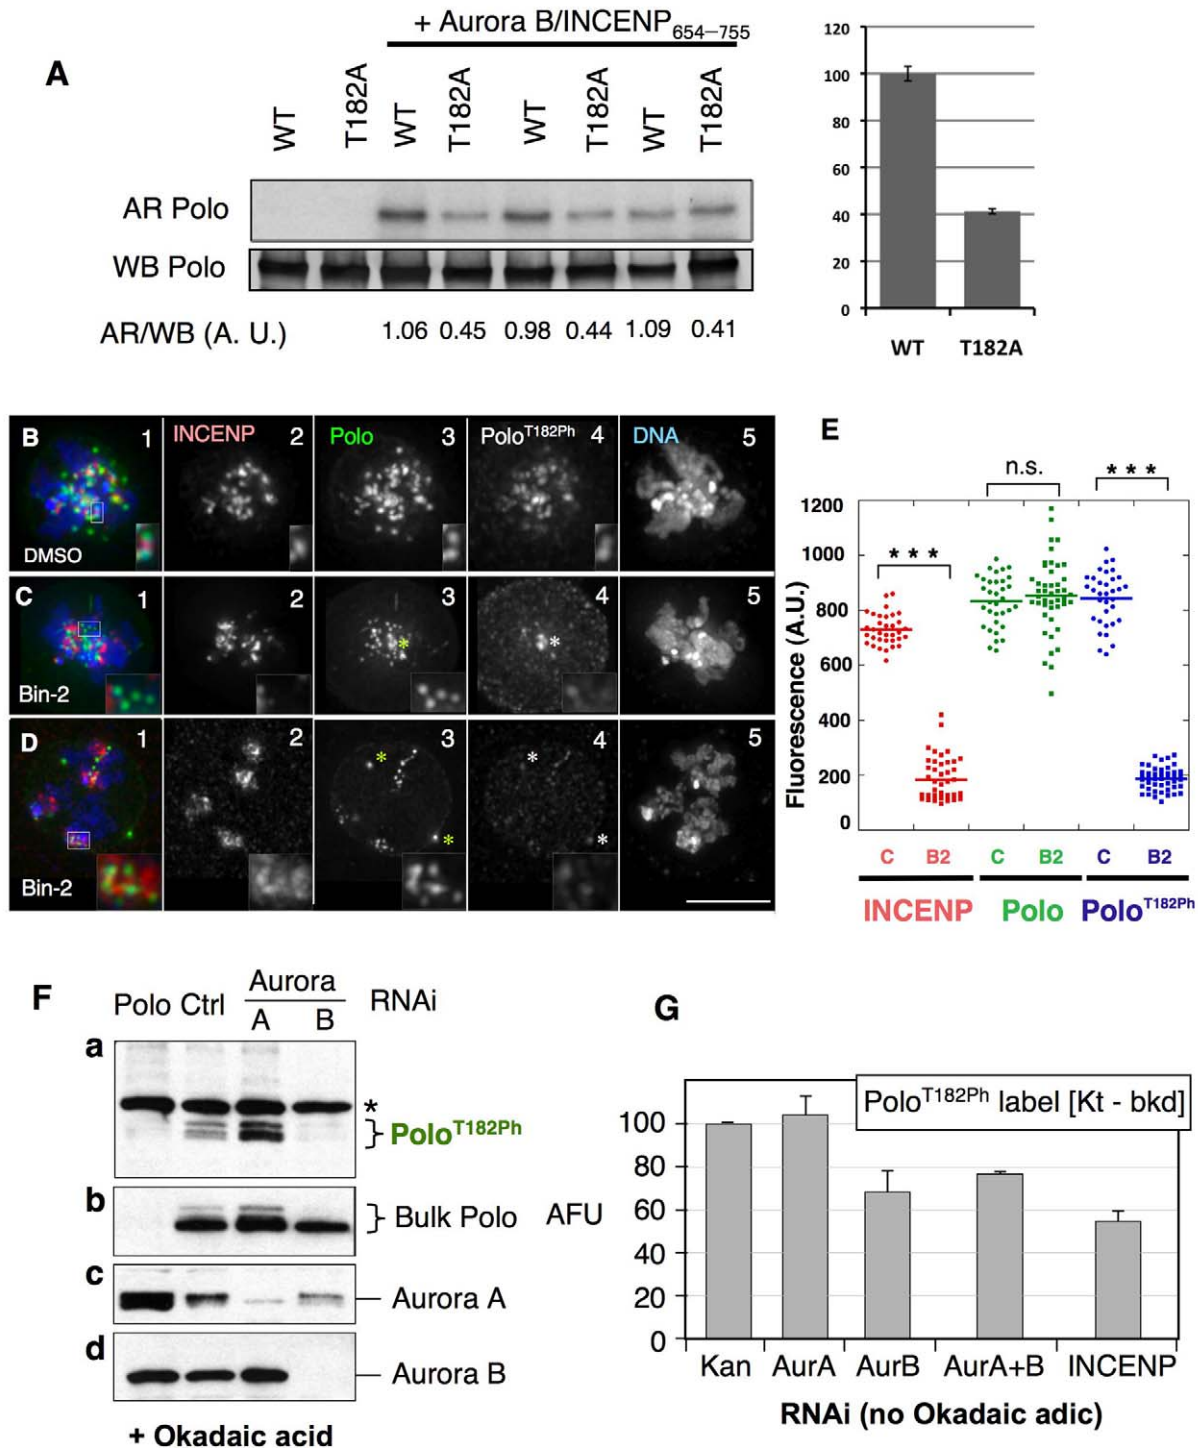 A
+ Aurora B/INCENP654–755
WT T182A WT T182A WT T182A WT T182A
AR Polo
WB Polo
AR/WB (A. U.) 1.06 0.45 0.98 0.44 1.09 0.41
120
100
80
60
40
20
0
WT T182A
B 1 INCENP 2 Polo 3 PoloT182Ph 4 DNA 5
DMSO
C 1 2 3 4 5
* *
Bin-2
D 1 2 3 4 5
* *
* *
Bin-2
E
n.s. * * *
* * *
1200
1000
800
600
400
200
0
Fluorescence (A.U.)
C B2 C B2 C B2
INCENP Polo PoloT182Ph
F
Aurora
Polo Ctrl A B RNAi
a
*
PoloT182Ph
b
Bulk Polo
c
Aurora A
d
Aurora B
+ Okadaic acid
G
PoloT182Ph label [Kt - bkd]
AFU
100
80
60
40
20
0
Kan AurA AurB AurA+B INCENP
RNAi (no Okadaic adic)